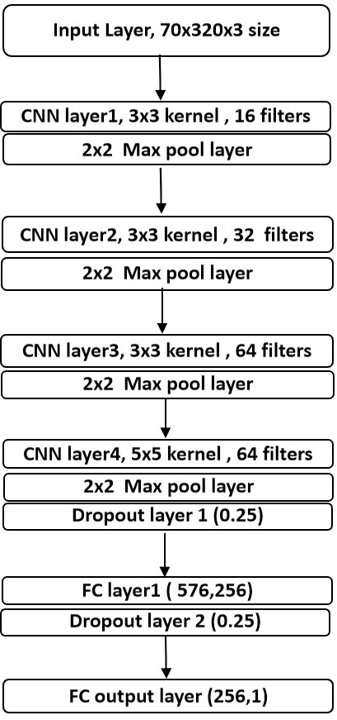 Input Layer, 70x320x3 size
CNN layer1, 3x3 kernel , 16 filters
2x2 Max pool layer
CNN layer2, 3x3 kernel , 32 filters
2x2 Max pool layer
CNN layer3, 3x3 kernel , 64 filters
2x2 Max pool layer
CNN layer4, 5x5 kernel , 64 filters
2x2 Max pool layer
Dropout layer 1 (0.25)
FC layer1 ( 576,256)
Dropout layer 2 (0.25)
FC output layer (256,1)